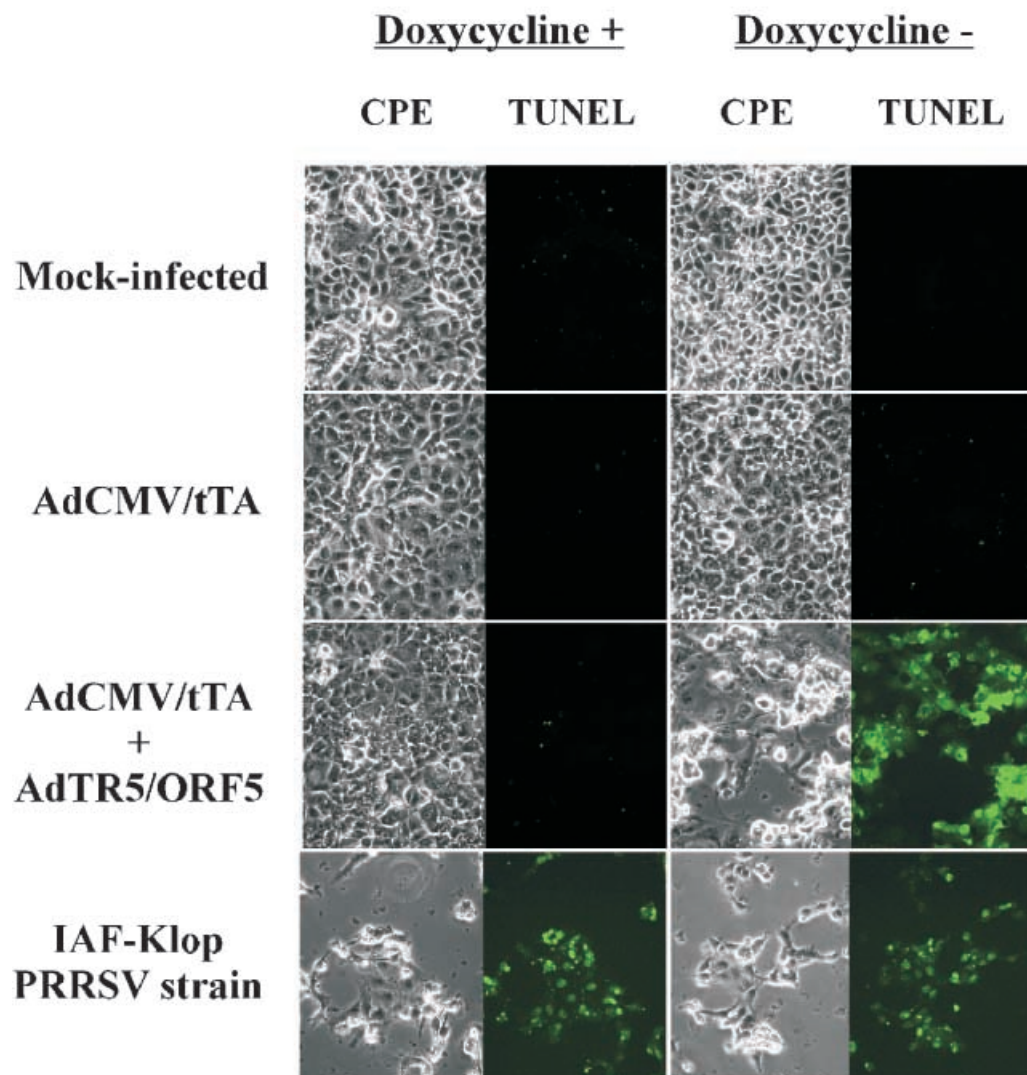 Doxycycline + Doxycycline -
CPE TUNEL CPE TUNEL
Mock-infected
AdCMV/tTA
AdCMV/tTA
+
AdTR5/ORF5
IAF-Klop
PRRSV strain